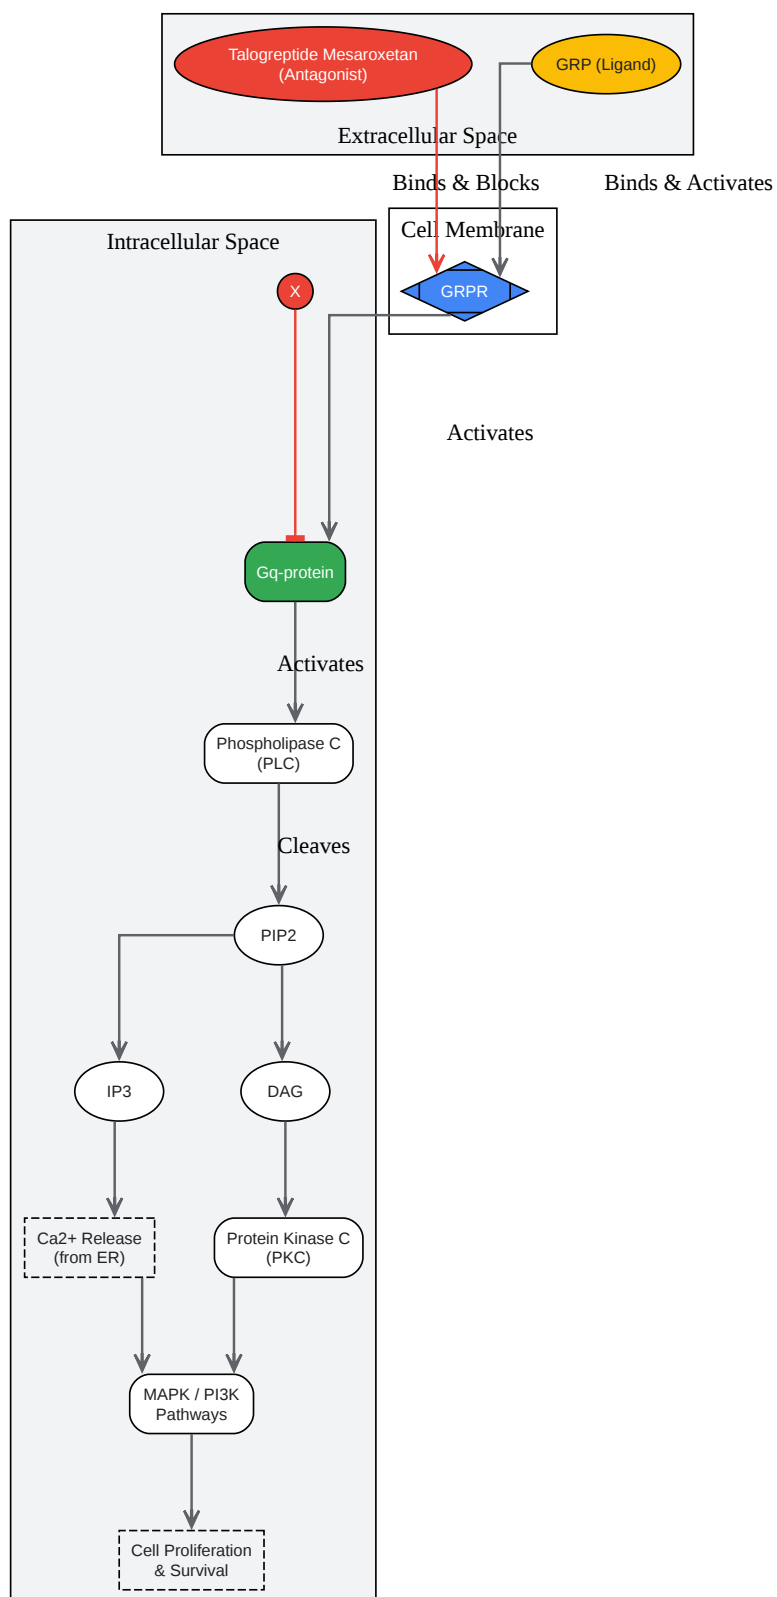 Talogreptide Mesaroxetan
(Antagonist)
GRP (Ligand)
Extracellular Space
Binds & Blocks
Binds & Activates
Cell Membrane
Intracellular Space
X
GRPR
Activates
Gq-protein
Activates
Phospholipase C
(PLC)
Cleaves
PIP2
IP3
DAG
Ca2+ Release
(from ER)
Protein Kinase C
(PKC)
MAPK / PI3K
Pathways
Cell Proliferation
& Survival